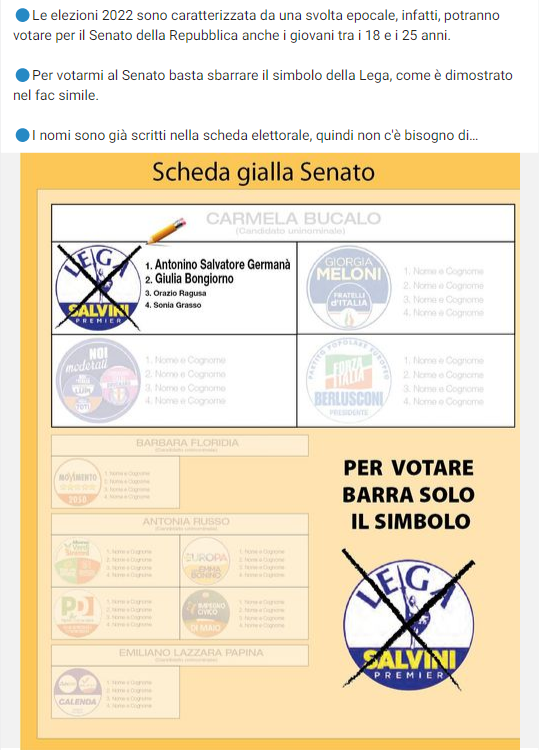 Le elezioni 2022 sono caratterizzata da una svolta epocale, infatti, potranno
votare per il Senato della Repubblica anche i giovani tra i 18 e i 25 anni.
Per votarmi al Senato basta sbarrare il simbolo della Lega, come è dimostrato
nel fac simile.
I nomi sono già scritti nella scheda elettorale, quindi non c'è bisogno di...
Scheda gialla Senato
CARMELA BUCALO
(Candidato uninominale)
LEGA
SALVINI
PREMIER
1. Antonino Salvatore Germanà
2. Giulia Bongiorno
3. Orazio Ragusa
4. Sonia Grasso
GIORGIA
MELONI
FRATELLI
d'ITALIA
1. Nome e Cognome
2. Nome e Cognome
3. Nome e Cognome
4. Nome e Cognome
NOI
moderati
1. Nome e Cognome
2. Nome e Cognome
3. Nome e Cognome
4. Nome e Cognome
PARTITO POPOLARE EUROPEO
FORZA
ITALIA
BERLUSCONI
PRESIDENTE
1. Nome e Cognome
2. Nome e Cognome
3. Nome e Cognome
4. Nome e Cognome
BARBARA FLORIDIA
(Candidato uninominale)
MOVIMENTO
2050
1. Nome e Cognome
2. Nome e Cognome
3. Nome e Cognome
4. Nome e Cognome
ANTONIA RUSSO
(Candidato uninominale)
Verdi
1. Nome e Cognome
2. Nome e Cognome
3. Nome e Cognome
4. Nome e Cognome
+EUROPA
EMMA
BONINO
1. Nome e Cognome
2. Nome e Cognome
3. Nome e Cognome
4. Nome e Cognome
PD
1. Nome e Cognome
2. Nome e Cognome
3. Nome e Cognome
4. Nome e Cognome
IMPEGNO
CIVICO
DI MAIO
1. Nome e Cognome
2. Nome e Cognome
3. Nome e Cognome
4. Nome e Cognome
EMILIANO LAZZARA PAPINA
(Candidato uninominale)
CALENDA
1. Nome e Cognome
2. Nome e Cognome
3. Nome e Cognome
4. Nome e Cognome
PER VOTARE
BARRA SOLO
IL SIMBOLO
LEGA
SALVINI
PREMIER